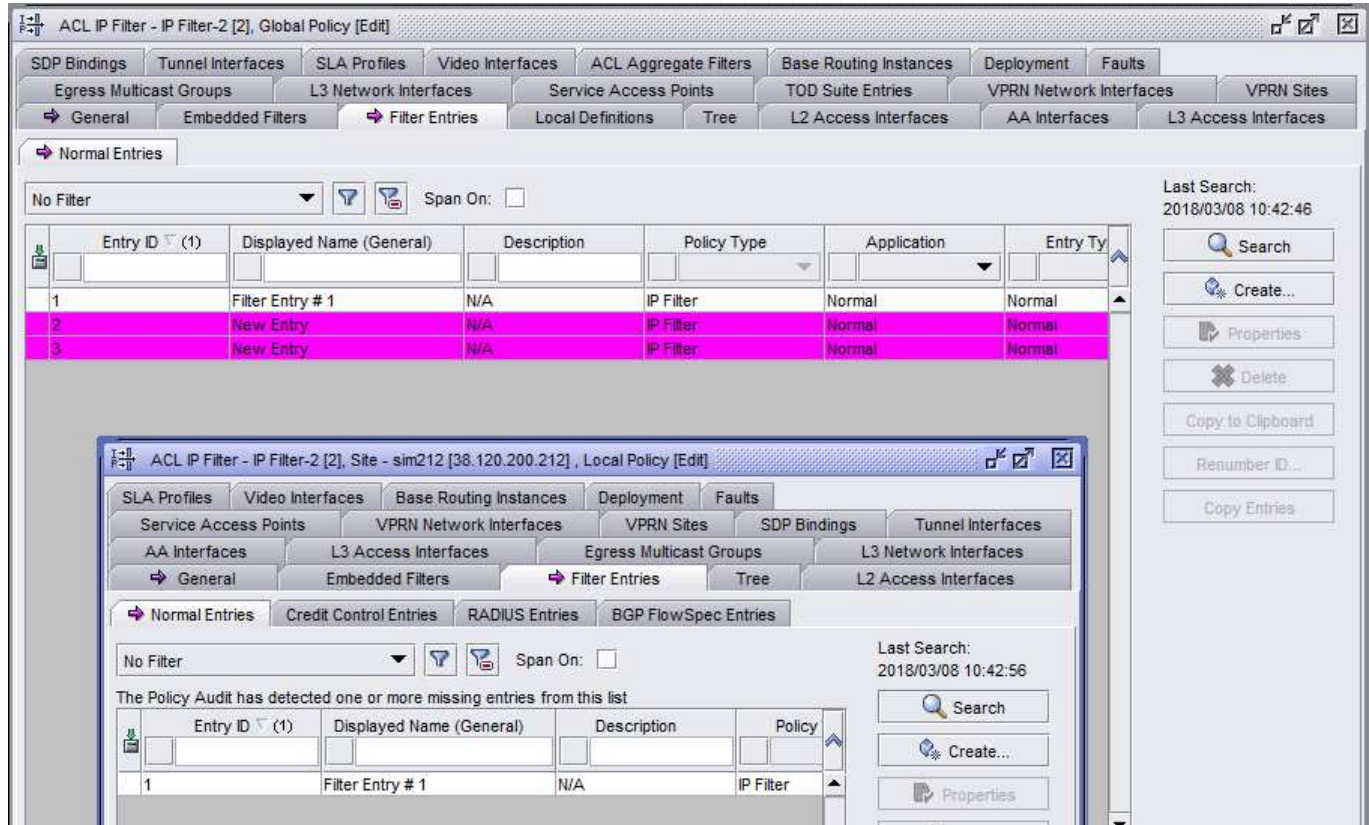 ACL IP Filter - IP Filter-2 [2], Global Policy [Edit]
SDP Bindings Tunnel Interfaces SLA Profiles Video Interfaces ACL Aggregate Filters Base Routing Instances Deployment Faults
Egress Multicast Groups L3 Network Interfaces Service Access Points TOD Suite Entries VPRN Network Interfaces VPRN Sites
General Embedded Filters Filter Entries Local Definitions Tree L2 Access Interfaces AA Interfaces L3 Access Interfaces
Normal Entries
No Filter Span On:
Last Search:
2018/03/08 10:42:46
Entry ID (1) Displayed Name (General) Description Policy Type Application Entry Ty
1 Filter Entry # 1 N/A IP Filter Normal Normal
2 New Entry N/A IP Filter Normal Normal
3 New Entry N/A IP Filter Normal Normal
Search
Create...
Properties
Delete
Copy to Clipboard
Renumber ID...
Copy Entries
ACL IP Filter - IP Filter-2 [2], Site - sim212 [38.120.200.212] , Local Policy [Edit]
SLA Profiles Video Interfaces Base Routing Instances Deployment Faults
Service Access Points VPRN Network Interfaces VPRN Sites SDP Bindings Tunnel Interfaces
AA Interfaces L3 Access Interfaces Egress Multicast Groups L3 Network Interfaces
General Embedded Filters Filter Entries Tree L2 Access Interfaces
Normal Entries Credit Control Entries RADIUS Entries BGP FlowSpec Entries
No Filter Span On:
Last Search:
2018/03/08 10:42:56
The Policy Audit has detected one or more missing entries from this list
Entry ID (1) Displayed Name (General) Description Policy
1 Filter Entry # 1 N/A IP Filter
Search
Create...
Properties